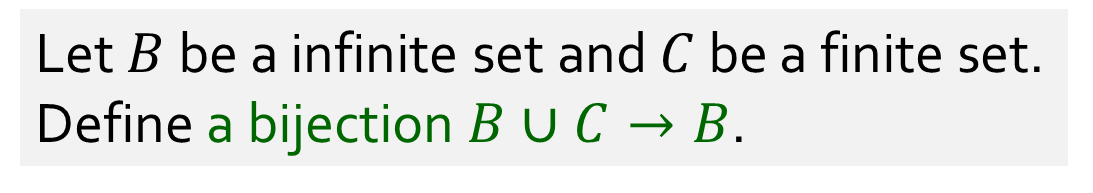 Let 𝐵 be a infinite set and 𝐶 be a finite set.
Define a bijection 𝐵 ∪ 𝐶 → 𝐵.